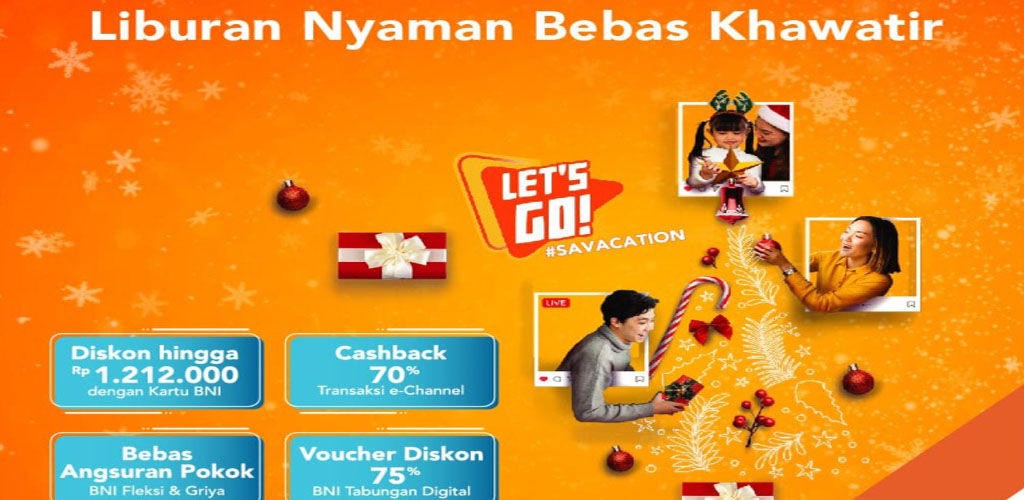 Liburan Nyaman Bebas Khawatir
LET'S
GO!
#SAVACATION
LIVE
Diskon hingga
Rp 1.212.000
dengan Kartu BNI
Cashback
70%
Transaksi e-Channel
Bebas
Angsuran Pokok
BNI Fleksi & Griya
Voucher Diskon
75%
BNI Tabungan Digital